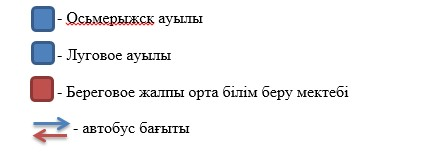 - Осьмерыжск ауылы
- Луговое ауылы
- Береговое жалпы орта білім беру мектебі
- автобус бағыты